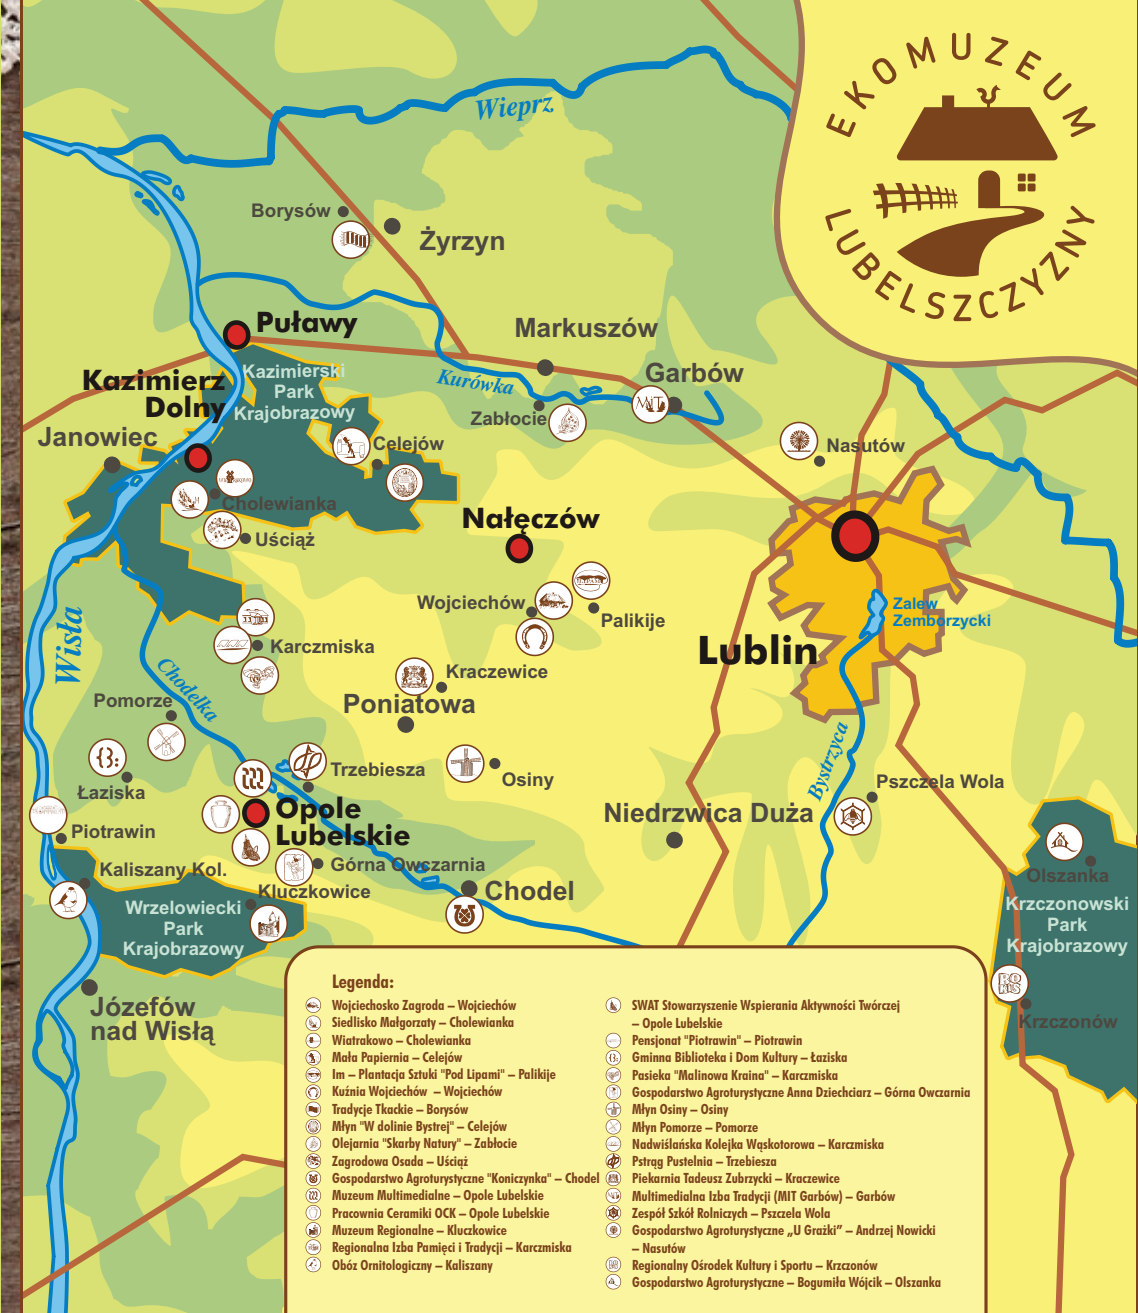 EKOMUZEUM
LUBELSZCZYZNY
Wieprz
Borysów
Żyrzyn
Puławy
Markuszów
Kazimierz
Dolny
Kazimierski
Park
Krajobrazowy
Kurówka
Garbów
MiT
Zabłocie
Janowiec
Celejów
Nasutów
Cholewianka
Nałęczów
Uściąż
Wojciechów
Palikije
Zalew
Zemborzycki
Wisła
Karczmiska
Lublin
Chodelka
Kraczewice
Pomorze
Poniatowa
Trzebiesza
Osiny
Bystrzyca
Pszczela Wola
Łaziska
Opole
Lubelskie
Niedrzwica Duża
Piotrawin
Górna Owczarnia
Kaliszany Kol.
Kluczkowice
Chodel
Olszanka
Wrzelowiecki
Park
Krajobrazowy
Krzczonowski
Park
Krajobrazowy
ROKiS
Józefów
nad Wisłą
Krzczonów
Legenda:
Wojciechosko Zagroda – Wojciechów
Siedlisko Małgorzaty – Cholewianka
Wiatrakowo – Cholewianka
Mała Papiernia – Celejów
Im – Plantacja Sztuki "Pod Lipami" – Palikije
Kuźnia Wojciechów – Wojciechów
Tradycje Tkackie – Borysów
Młyn "W dolinie Bystrej" – Celejów
Olejarnia "Skarby Natury" – Zabłocie
Zagrodowa Osada – Uściąż
Gospodarstwo Agroturystyczne "Koniczynka" – Chodel
Muzeum Multimedialne – Opole Lubelskie
Pracownia Ceramiki OCK – Opole Lubelskie
Muzeum Regionalne – Kluczkowice
Regionalna Izba Pamięci i Tradycji – Karczmiska
Obóz Ornitologiczny – Kaliszany
SWAT Stowarzyszenie Wspierania Aktywności Twórczej
– Opole Lubelskie
Pensjonat "Piotrawin" – Piotrawin
Gminna Biblioteka i Dom Kultury – Łaziska
Pasieka "Malinowa Kraina" – Karczmiska
Gospodarstwo Agroturystyczne Anna Dziechciarz – Górna Owczarnia
Młyn Osiny – Osiny
Młyn Pomorze – Pomorze
Nadwiślańska Kolejka Wąskotorowa – Karczmiska
Pstrąg Pustelnia – Trzebiesza
Piekarnia Tadeusz Zubrzycki – Kraczewice
Multimedialna Izba Tradycji (MIT Garbów) – Garbów
Zespół Szkół Rolniczych – Pszczela Wola
Gospodarstwo Agroturystyczne „U Grażki” – Andrzej Nowicki
– Nasutów
Regionalny Ośrodek Kultury i Sportu – Krzczonów
Gospodarstwo Agroturystyczne – Bogumiła Wójcik – Olszanka